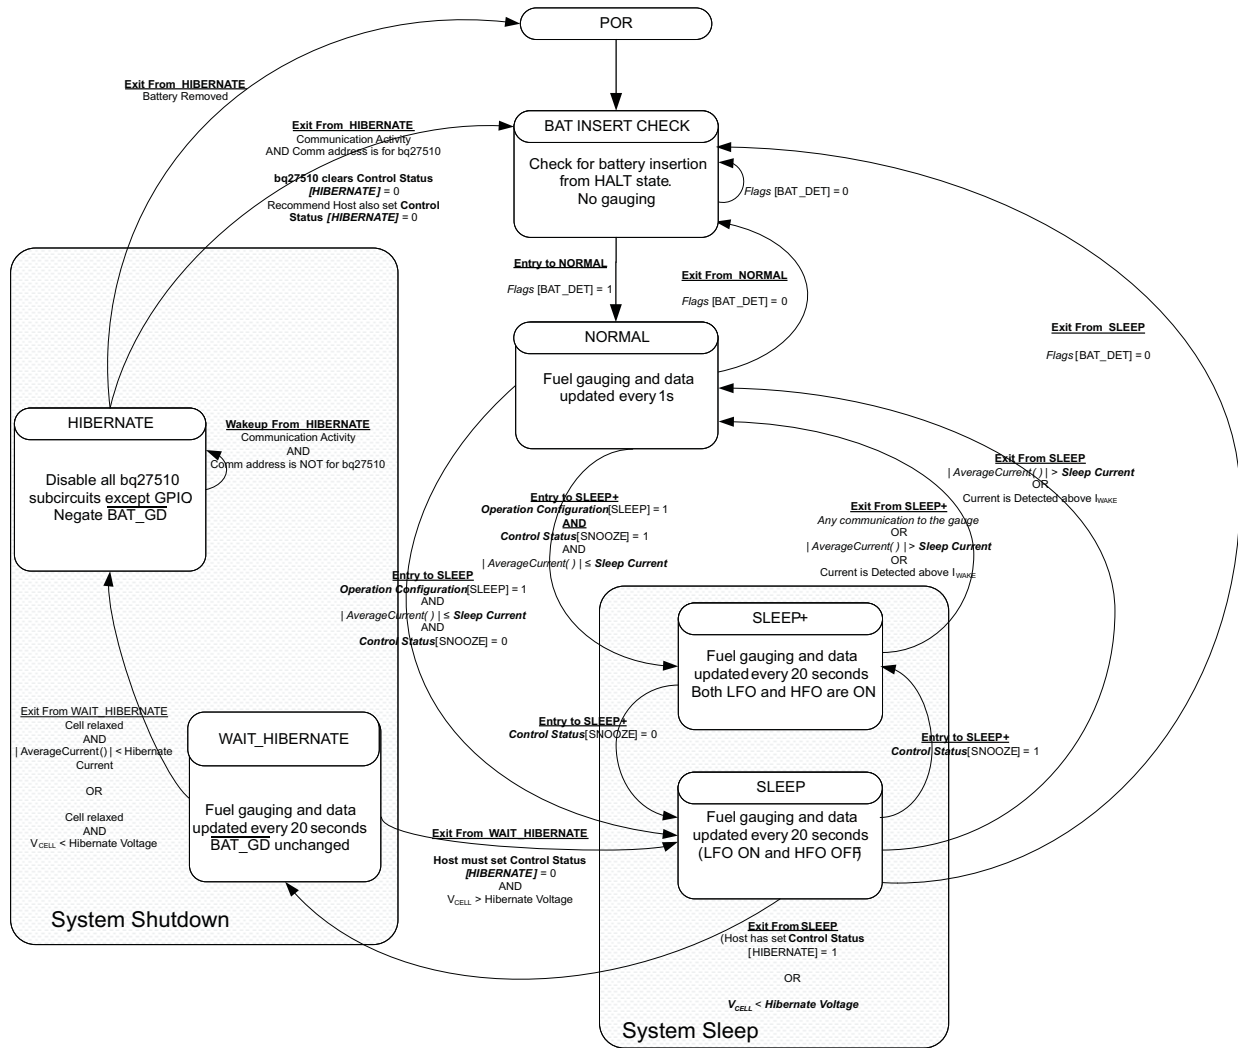 POR
Exit From HIBERNATE
Battery Removed
Exit From HIBERNATE
Communication Activity
AND Comm address is for bq27510
bq27510 clears Control Status
[HIBERNATE] = 0
Recommend Host also set Control
Status [HIBERNATE] = 0
BAT INSERT CHECK
Check for battery insertion
from HALT state.
No gauging
Flags [BAT_DET] = 0
Entry to NORMAL
Flags [BAT_DET] = 1
Exit From NORMAL
Flags [BAT_DET] = 0
Exit From SLEEP
Flags [BAT_DET] = 0
NORMAL
Fuel gauging and data
updated every 1s
HIBERNATE
Disable all bq27510
subcircuits except GPIO
Negate BAT_GD
Wakeup From HIBERNATE
Communication Activity
AND
Comm address is NOT for bq27510
Exit From SLEEP
| AverageCurrent( ) | > Sleep Current
OR
Current is Detected above IWAKE
Entry to SLEEP+
Operation Configuration[SLEEP] = 1
AND
Control Status[SNOOZE] = 1
AND
| AverageCurrent( ) | ≤ Sleep Current
Exit From SLEEP+
Any communication to the gauge
OR
| AverageCurrent( ) | > Sleep Current
OR
Current is Detected above IWAKE
Entry to SLEEP
Operation Configuration[SLEEP] = 1
AND
| AverageCurrent( ) | ≤ Sleep Current
AND
Control Status[SNOOZE] = 0
SLEEP+
Fuel gauging and data
updated every 20 seconds
Both LFO and HFO are ON
Entry to SLEEP+
Control Status[SNOOZE] = 0
Entry to SLEEP+
Control Status[SNOOZE] = 1
Exit From WAIT_HIBERNATE
Cell relaxed
AND
| AverageCurrent() | < Hibernate
Current
OR
Cell relaxed
AND
VCELL < Hibernate Voltage
WAIT_HIBERNATE
Fuel gauging and data
updated every 20 seconds
BAT_GD unchanged
SLEEP
Fuel gauging and data
updated every 20 seconds
(LFO ON and HFO OFF)
Exit From WAIT_HIBERNATE
Host must set Control Status
[HIBERNATE] = 0
AND
VCELL > Hibernate Voltage
System Shutdown
Exit From SLEEP
(Host has set Control Status
[HIBERNATE] = 1
OR
VCELL < Hibernate Voltage
System Sleep